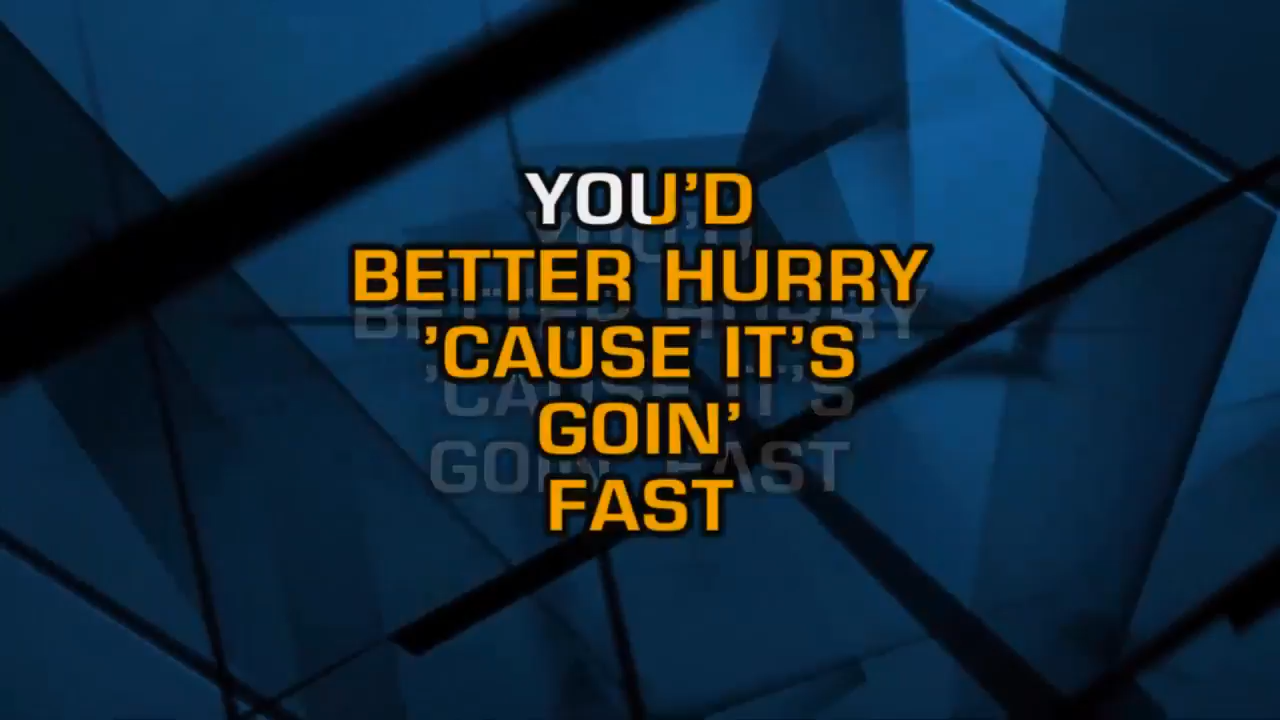 YOU'D
BETTER HURRY
'CAUSE IT'S
GOIN'
FAST